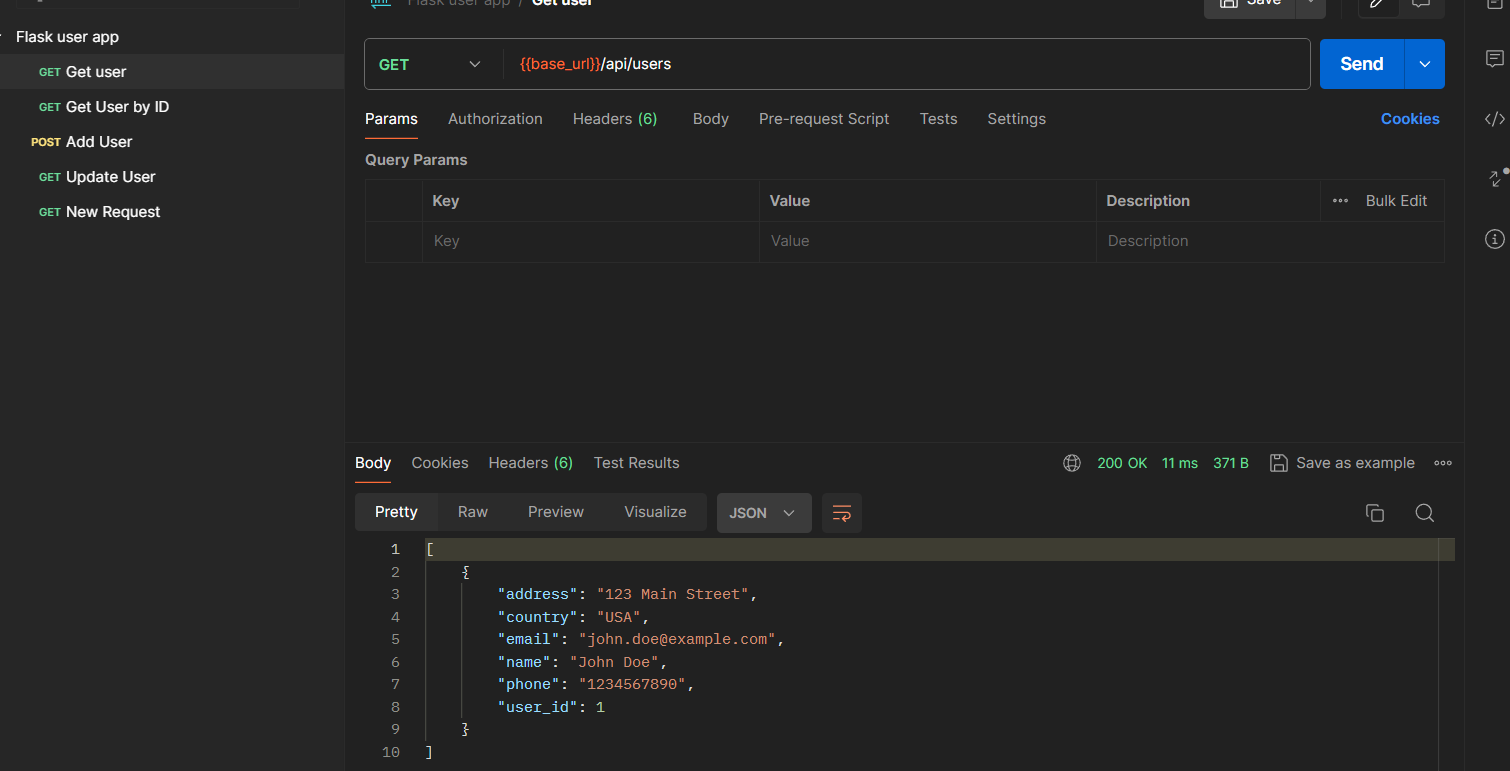 Flask user app / Get user
Save
Flask user app
GET Get user
GET Get User by ID
POST Add User
GET Update User
GET New Request
GET {{base_url}}/api/users
Send
Params Authorization Headers (6) Body Pre-request Script Tests Settings Cookies
Query Params
Key Value Description Bulk Edit
Key Value Description
Body Cookies Headers (6) Test Results 200 OK 11 ms 371 B Save as example
Pretty Raw Preview Visualize JSON
1 [
2 {
3 "address": "123 Main Street",
4 "country": "USA",
5 "email": "john.doe@example.com",
6 "name": "John Doe",
7 "phone": "1234567890",
8 "user_id": 1
9 }
10 ]